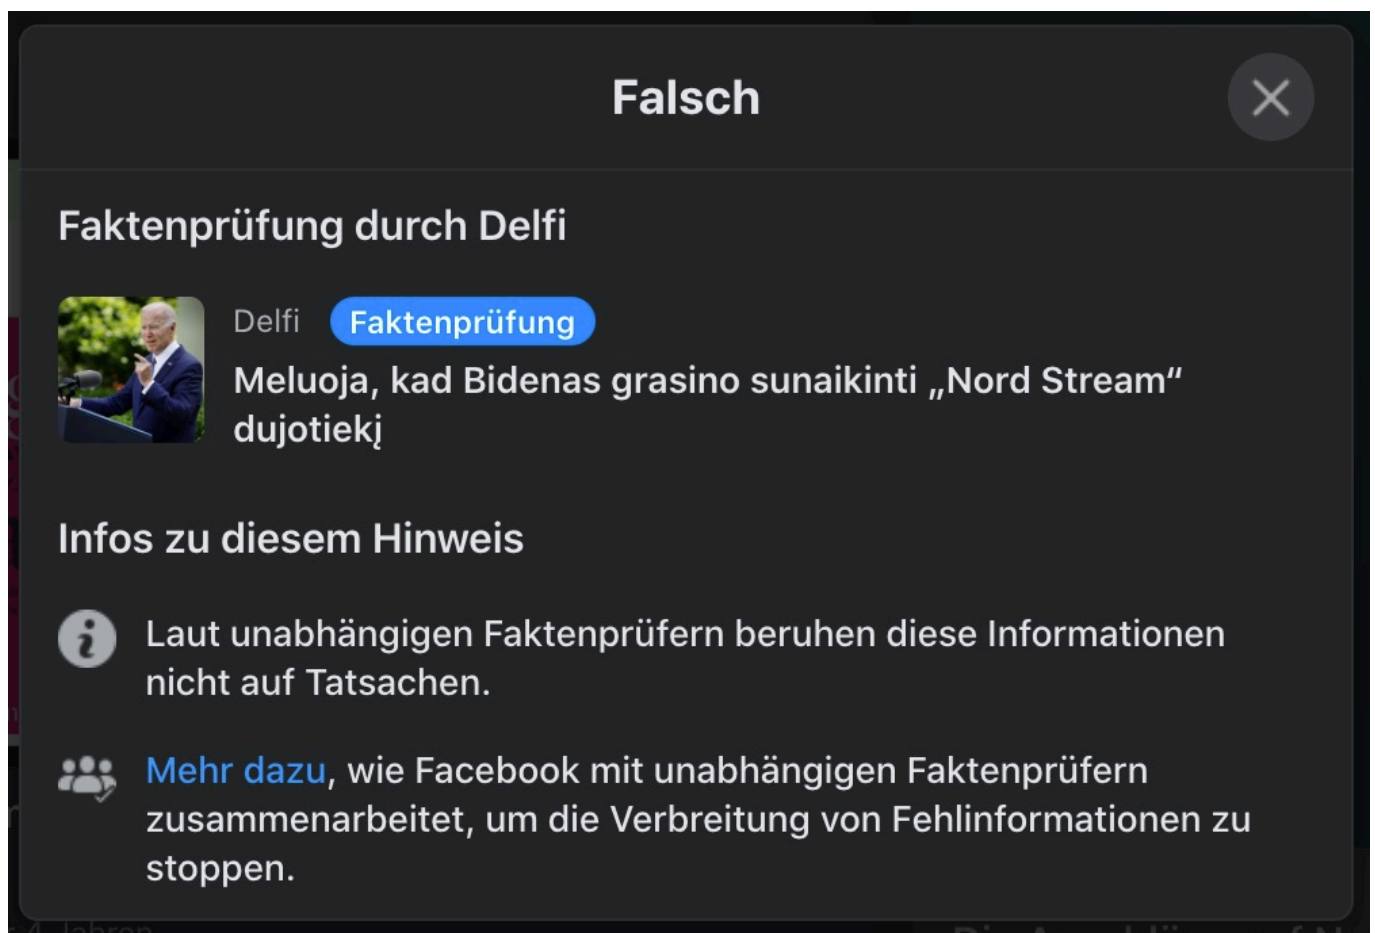 Falsch
Faktenprüfung durch Delfi
Delfi Faktenprüfung
Meluoja, kad Bidenas grasino sunaikinti „Nord Stream“
dujotiekį
Infos zu diesem Hinweis
Laut unabhängigen Faktenprüfern beruhen diese Informationen
nicht auf Tatsachen.
Mehr dazu, wie Facebook mit unabhängigen Faktenprüfern
zusammenarbeitet, um die Verbreitung von Fehlinformationen zu
stoppen.
4 Jahren